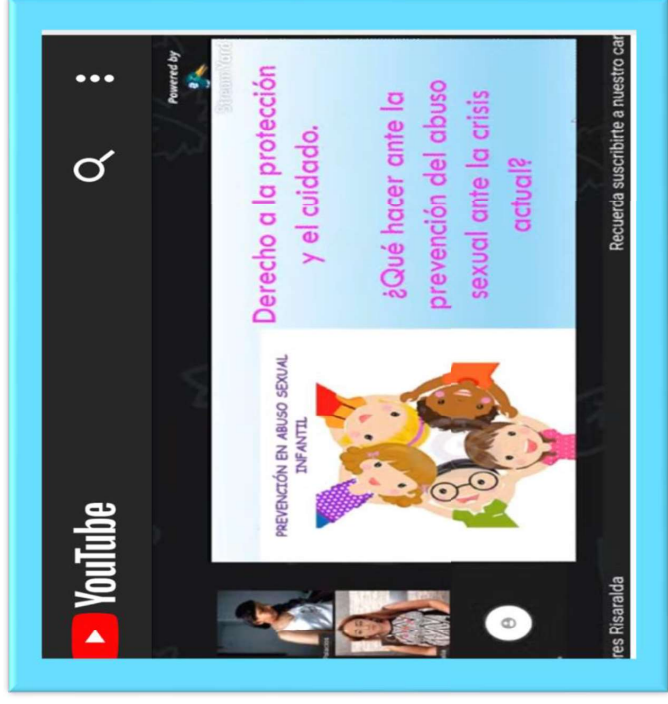 YouTube
Powered by
StreamYard
PREVENCIÓN EN ABUSO SEXUAL
INFANTIL
Derecho a la protección
y el cuidado.
¿Qué hacer ante la
prevención del abuso
sexual ante la crisis
actual?
res Risaralda
Recuerda suscribirte a nuestro car